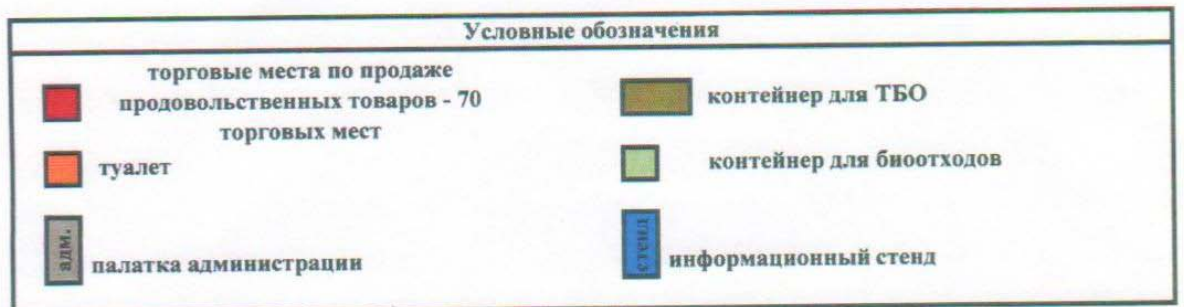 Условные обозначения
торговые места по продаже
продовольственных товаров - 70
торговых мест
туалет
адм.
палатка администрации
контейнер для ТБО
контейнер для биоотходов
стенд
информационный стенд